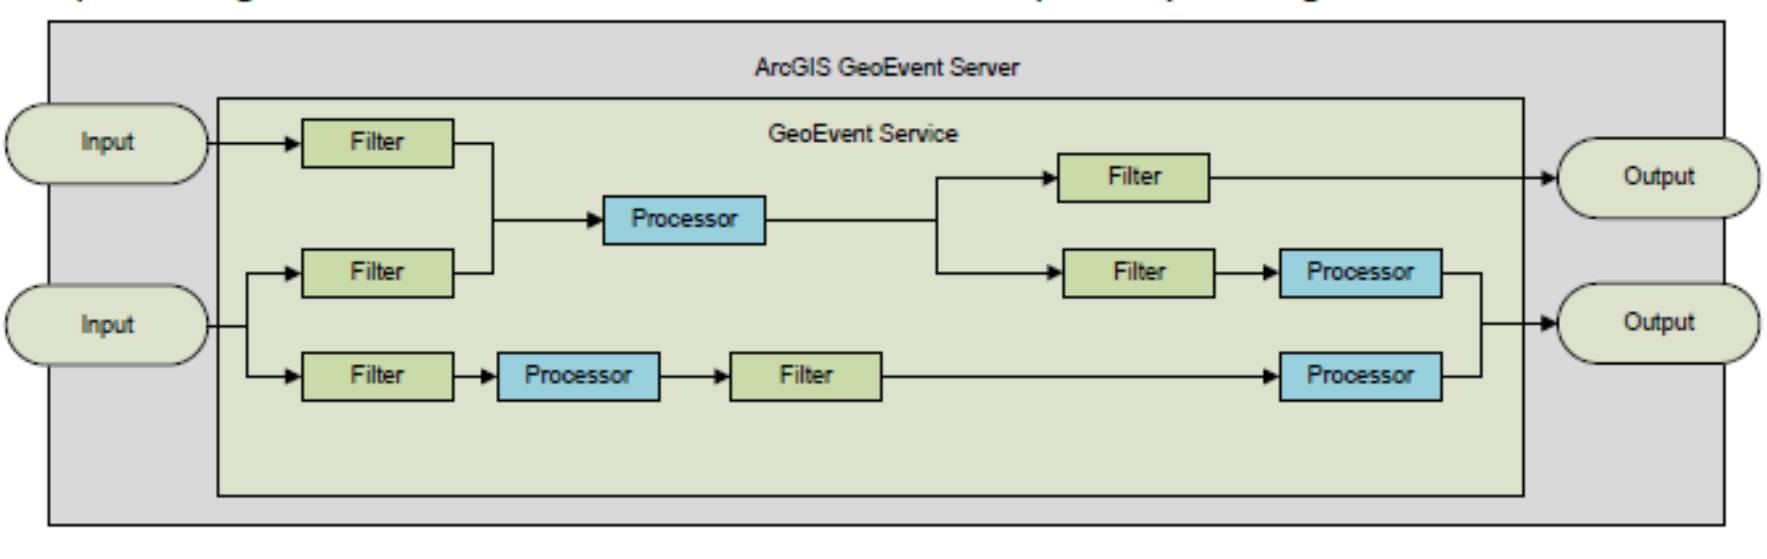 ArcGIS GeoEvent Server
GeoEvent Service
Input
Filter
Filter
Output
Processor
Input
Filter
Filter
Processor
Output
Filter
Processor
Filter
Processor